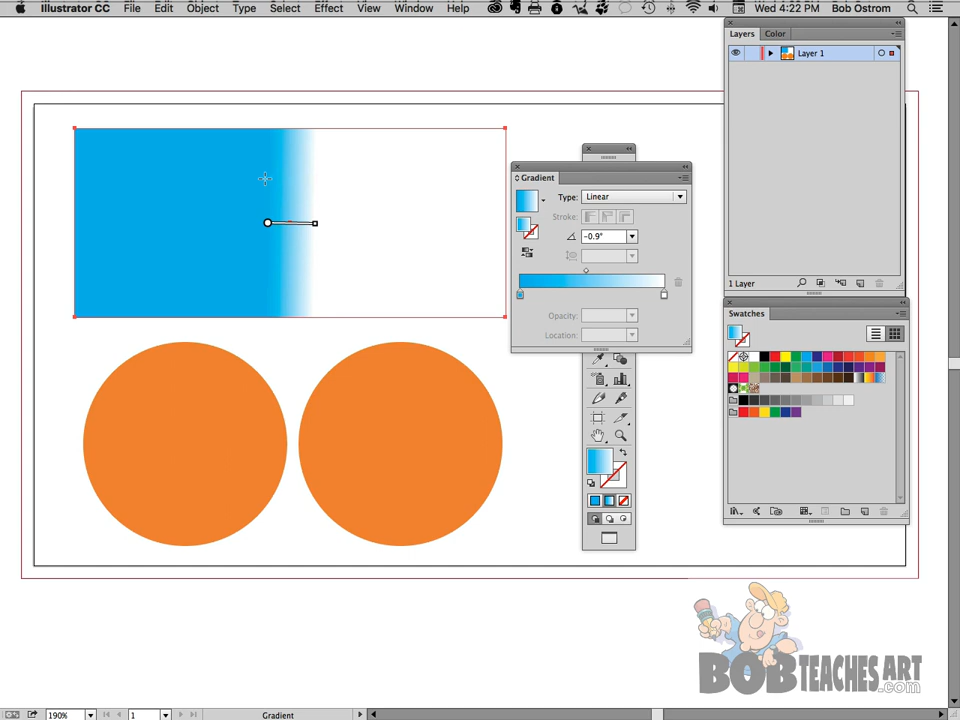 Illustrator CC File Edit Object Type Select Effect View Window Help Wed 4:22 PM Bob Ostrom
Layers Color
Layer 1
1 Layer
Gradient
Type: Linear
Stroke:
-0.9°
Opacity:
Location:
Swatches
BOB TEACHES ART
.com
190% 1 Gradient